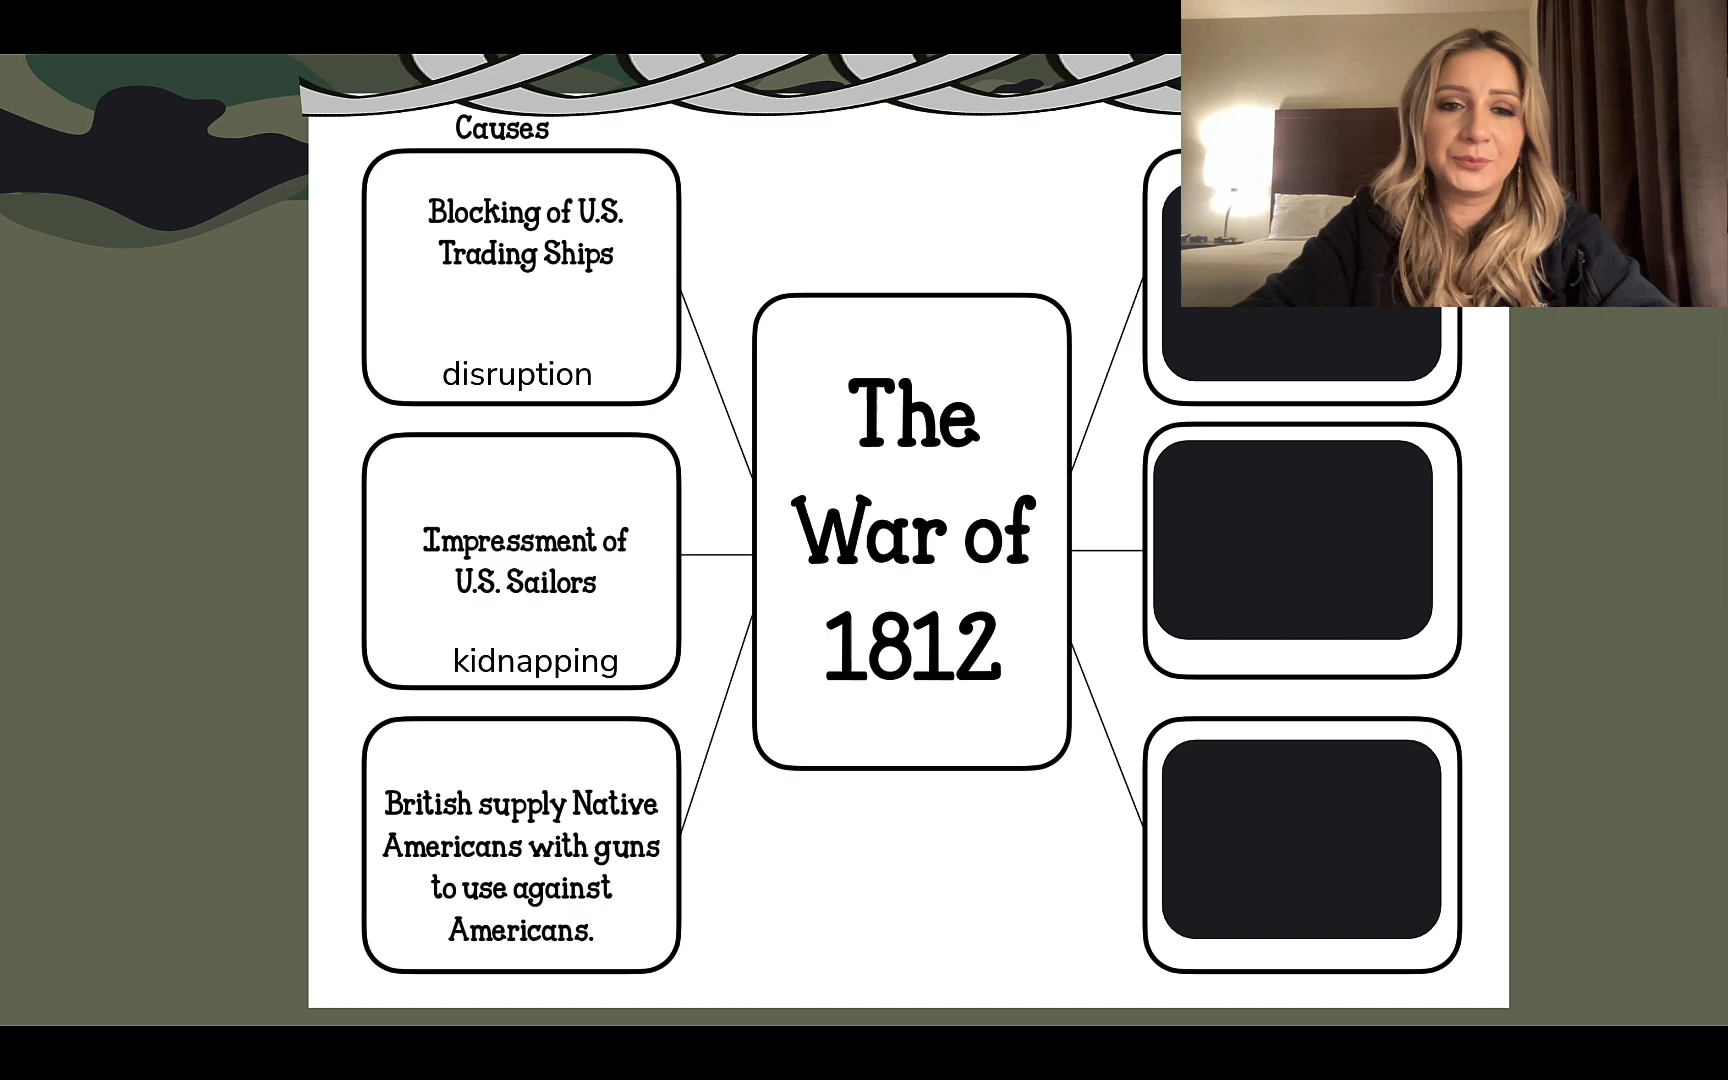 Causes
Blocking of U.S.
Trading Ships
disruption
Impressment of
U.S. Sailors
kidnapping
British supply Native
Americans with guns
to use against
Americans.
The
War of
1812